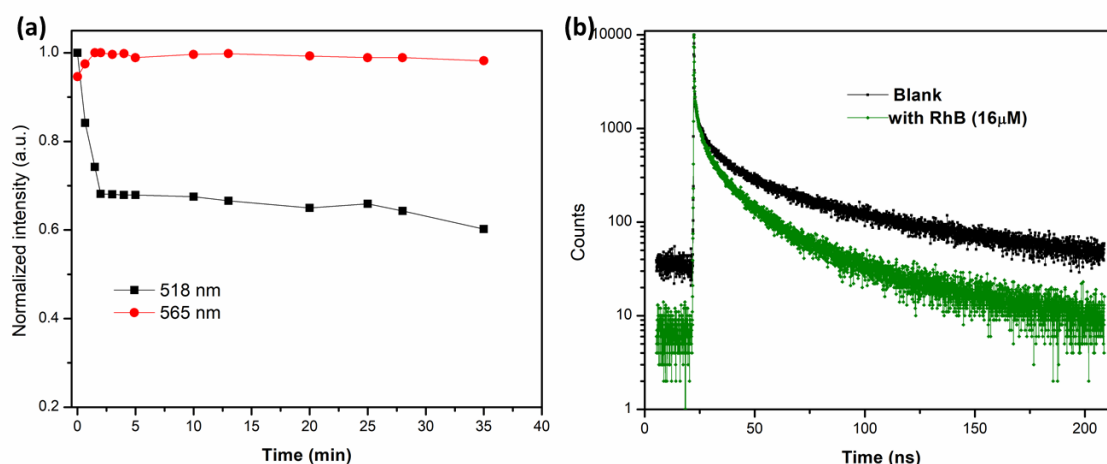 (a)
Normalized intensity (a.u.)
1.0
0.8
0.6
0.4
0.2
518 nm
565 nm
0 5 10 15 20 25 30 35 40
Time (min)
(b)
Counts
10000
1000
100
10
1
Blank
with RhB (16μM)
0 50 100 150 200
Time (ns)